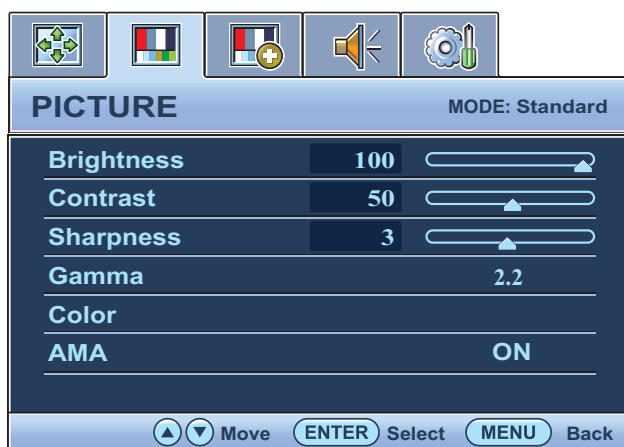 PICTURE MODE: Standard
Brightness 100
Contrast 50
Sharpness 3
Gamma 2.2
Color
AMA ON
Move ENTER Select MENU Back